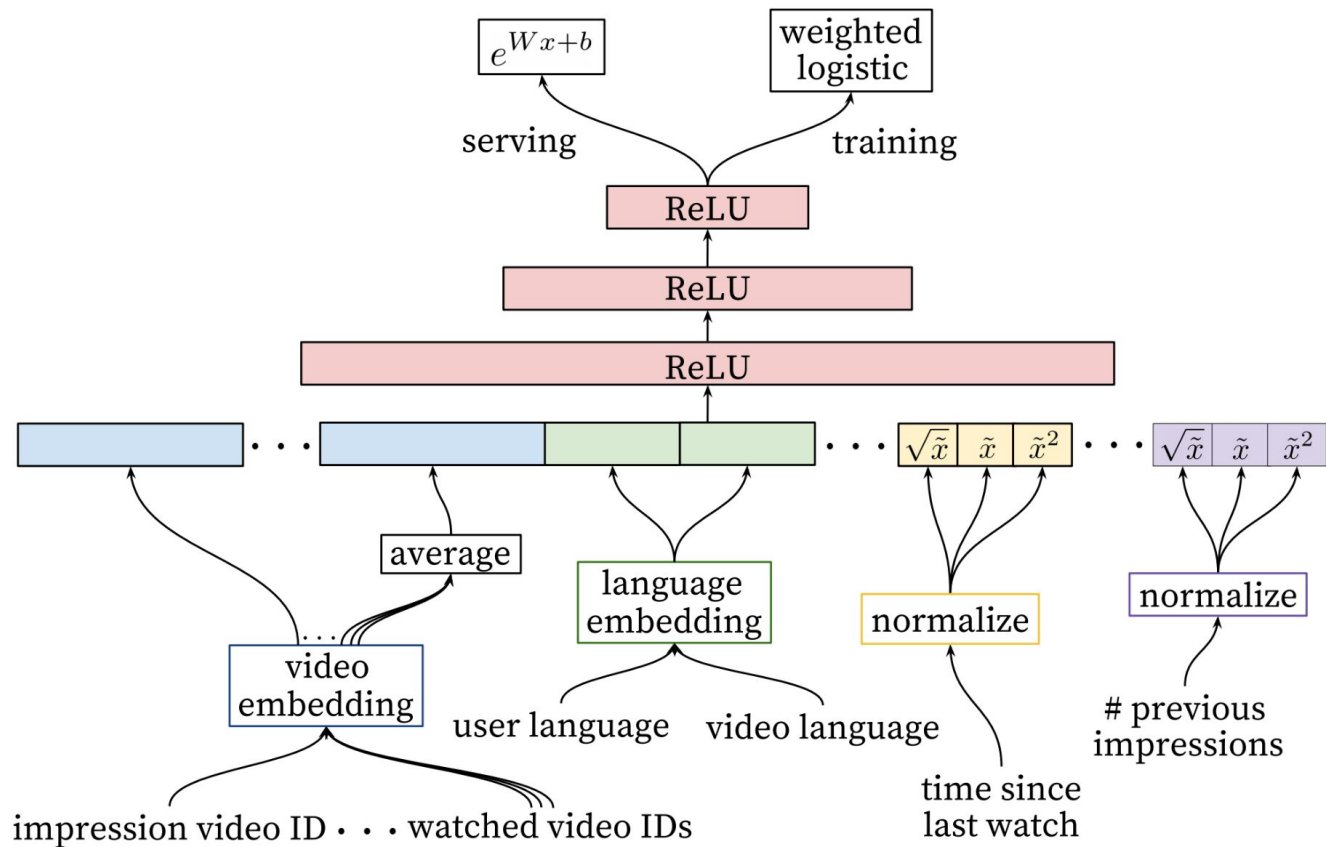 e^{Wx+b}
weighted
logistic
serving
training
ReLU
ReLU
ReLU
. . .
. . .
√x̃ x̃ x̃²
. . .
√x̃ x̃ x̃²
average
language
embedding
normalize
normalize
. . .
video
embedding
user language
video language
# previous
impressions
time since
last watch
impression video ID . . . watched video IDs